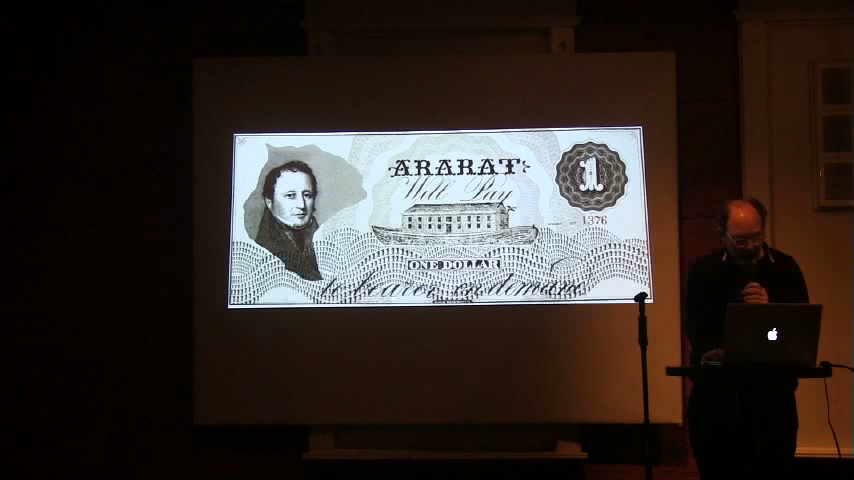 ARARAT
1
Will Pay
1376
ONE DOLLAR
to bearer on demand